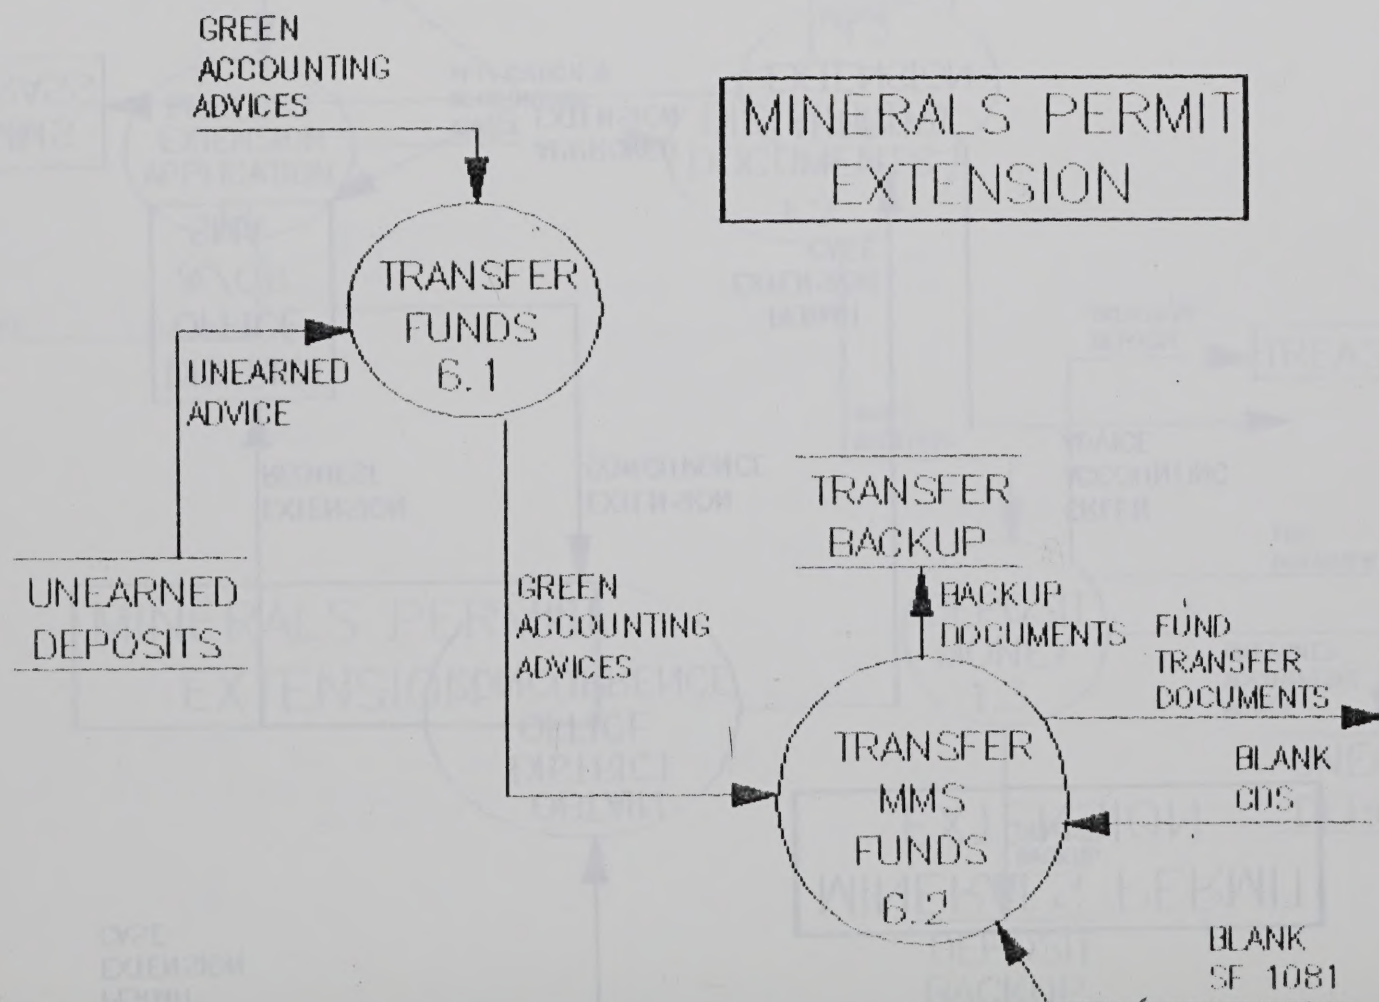 GREEN
ACCOUNTING
ADVICES
MINERALS PERMIT
EXTENSION
TRANSFER
FUNDS
6.1
UNEARNED
ADVICE
UNEARNED
DEPOSITS
GREEN
ACCOUNTING
ADVICES
TRANSFER
BACKUP
BACKUP
DOCUMENTS
FUND
TRANSFER
DOCUMENTS
TRANSFER
MMS
FUNDS
6.2
BLANK
CDS
BLANK
SF 1081